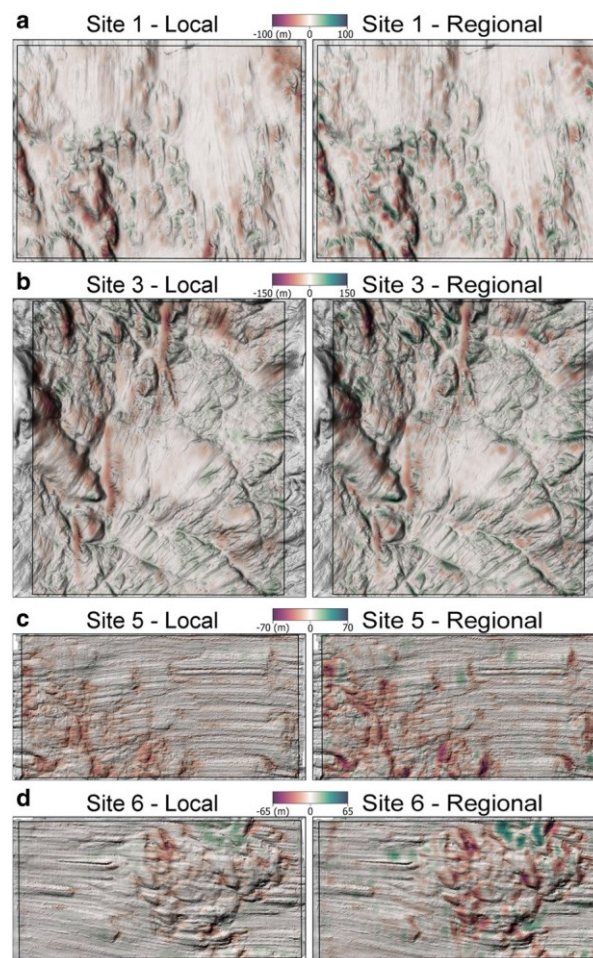 a Site 1 - Local Site 1 - Regional
-100 (m) 0 100
b Site 3 - Local Site 3 - Regional
-150 (m) 0 150
c Site 5 - Local Site 5 - Regional
-70 (m) 0 70
d Site 6 - Local Site 6 - Regional
-65 (m) 0 65